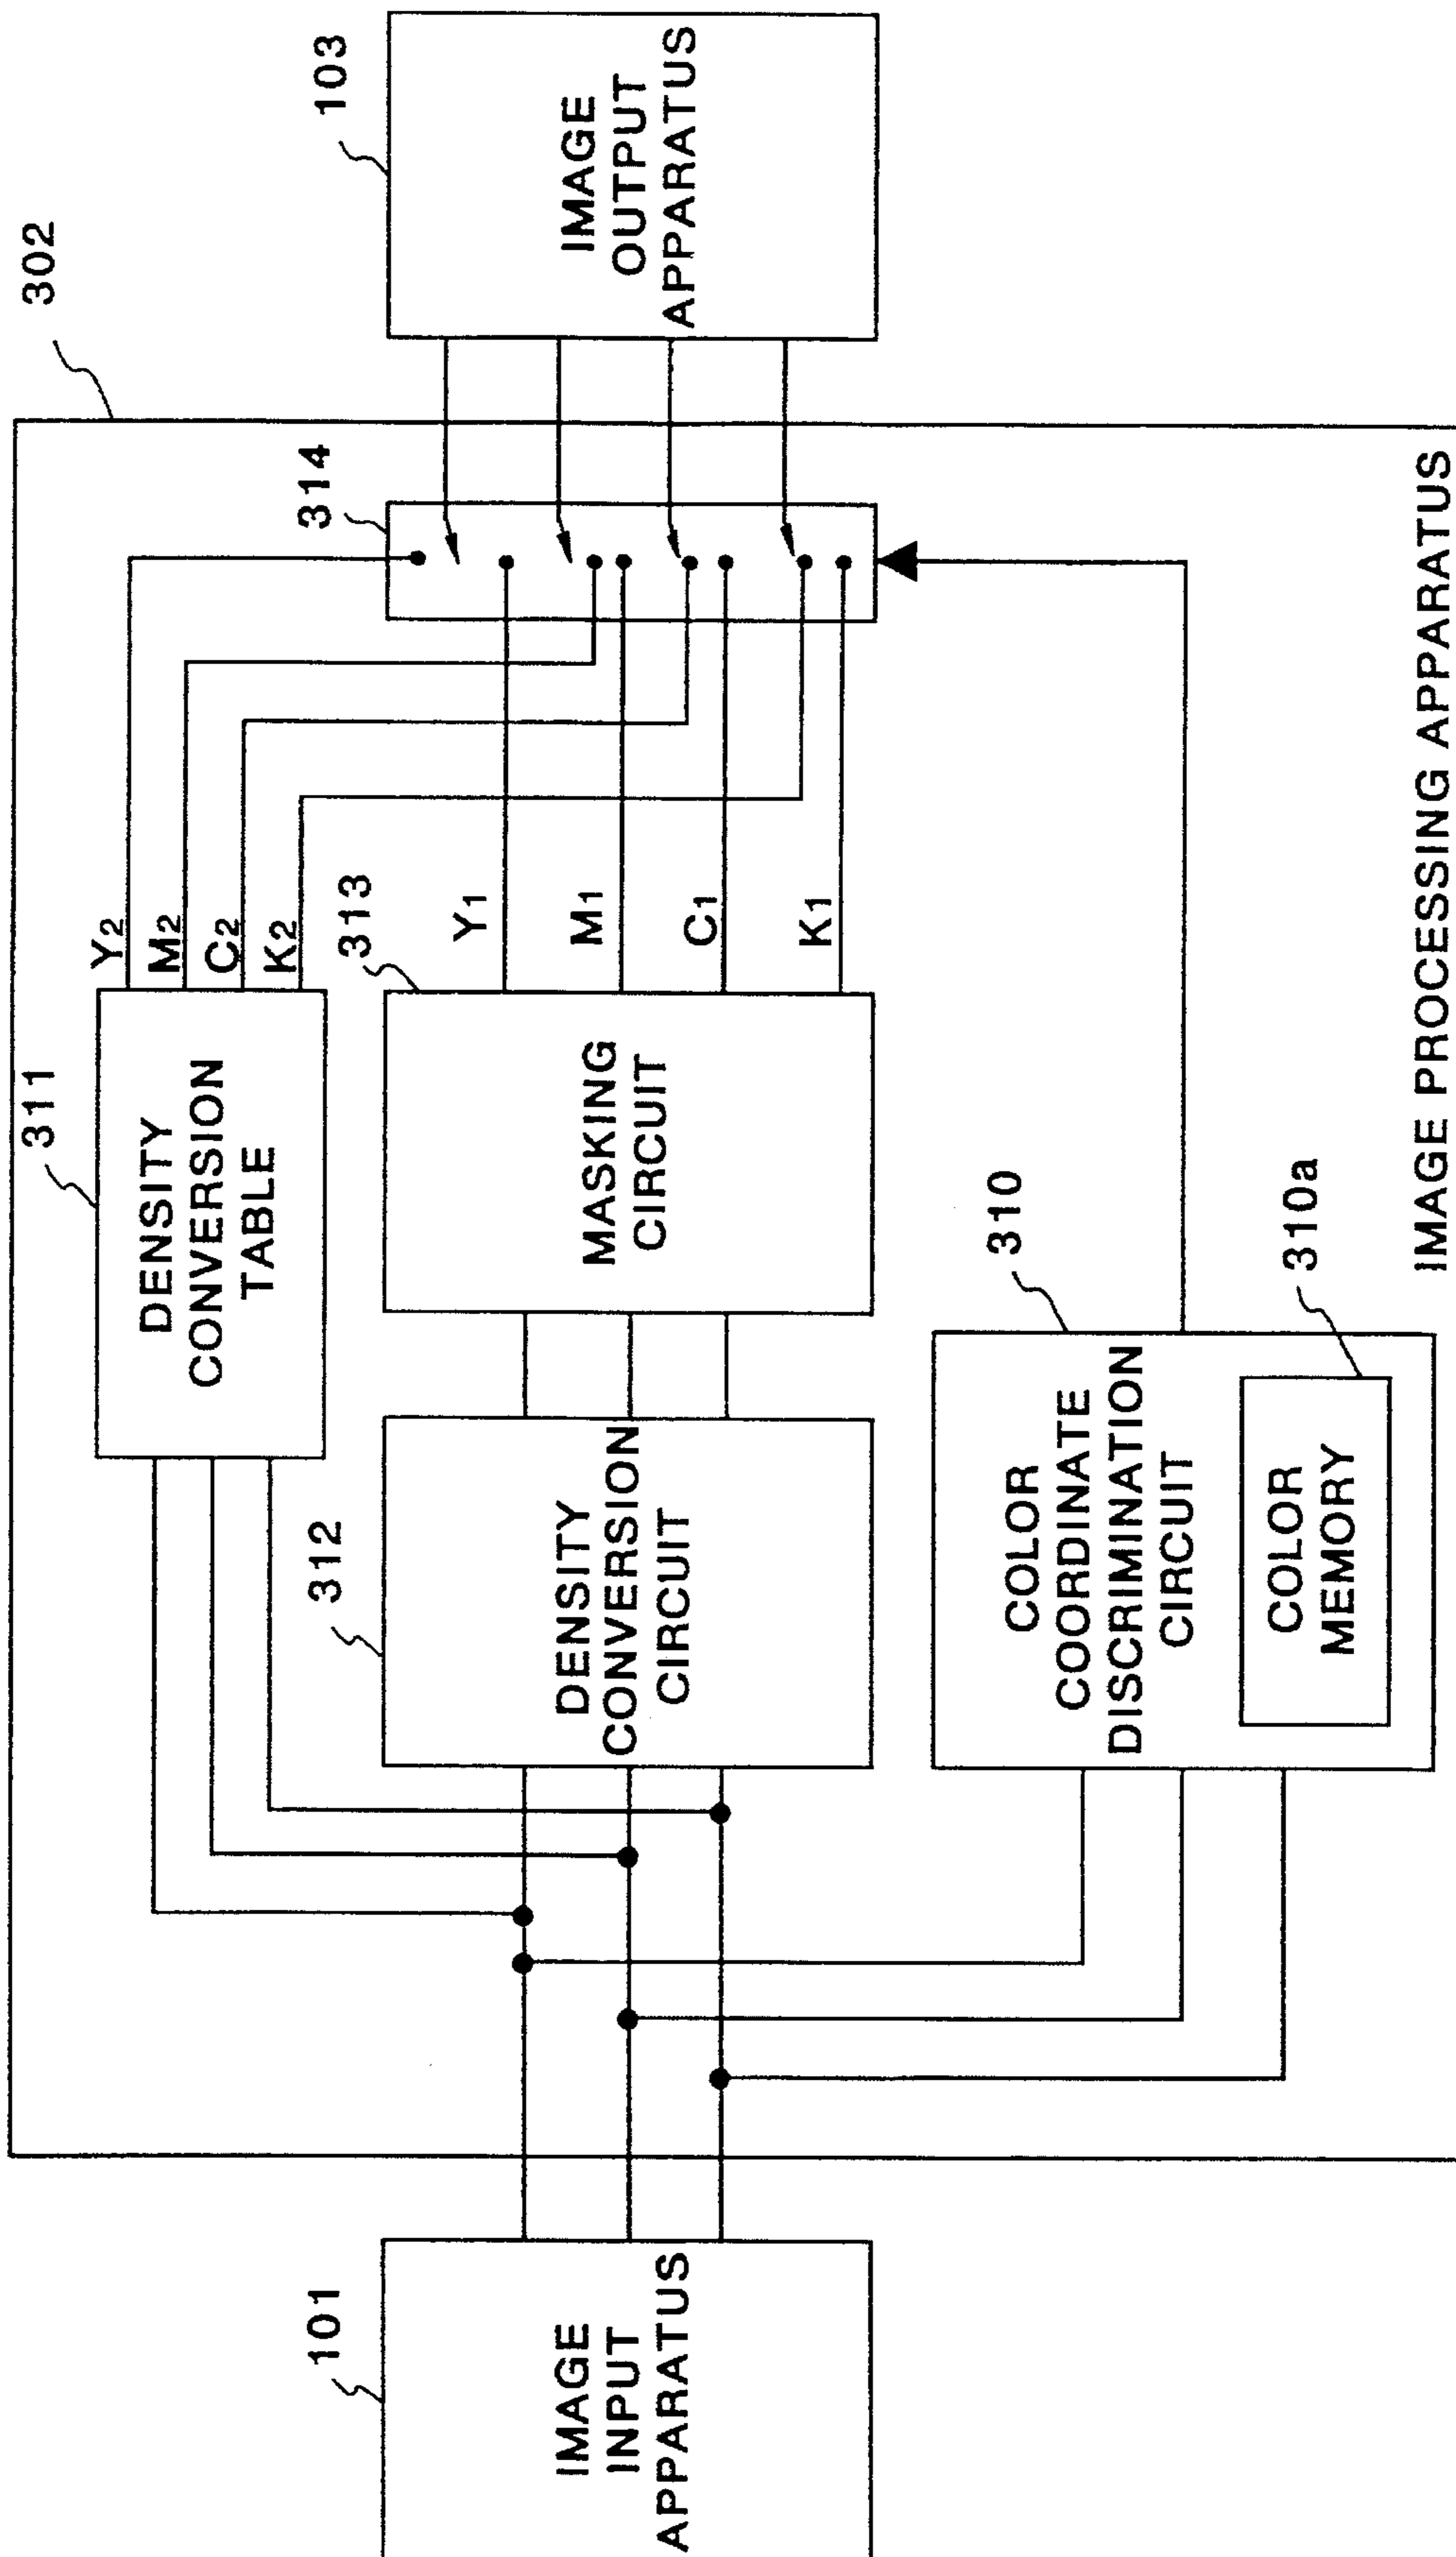 101
IMAGE
INPUT
APPARATUS
302
311
DENSITY
CONVERSION
TABLE
Y2
M2
C2
K2
312
DENSITY
CONVERSION
CIRCUIT
313
MASKING
CIRCUIT
Y1
M1
C1
K1
314
103
IMAGE
OUTPUT
APPARATUS
310
COLOR
COORDINATE
DISCRIMINATION
CIRCUIT
310a
COLOR
MEMORY
IMAGE PROCESSING APPARATUS